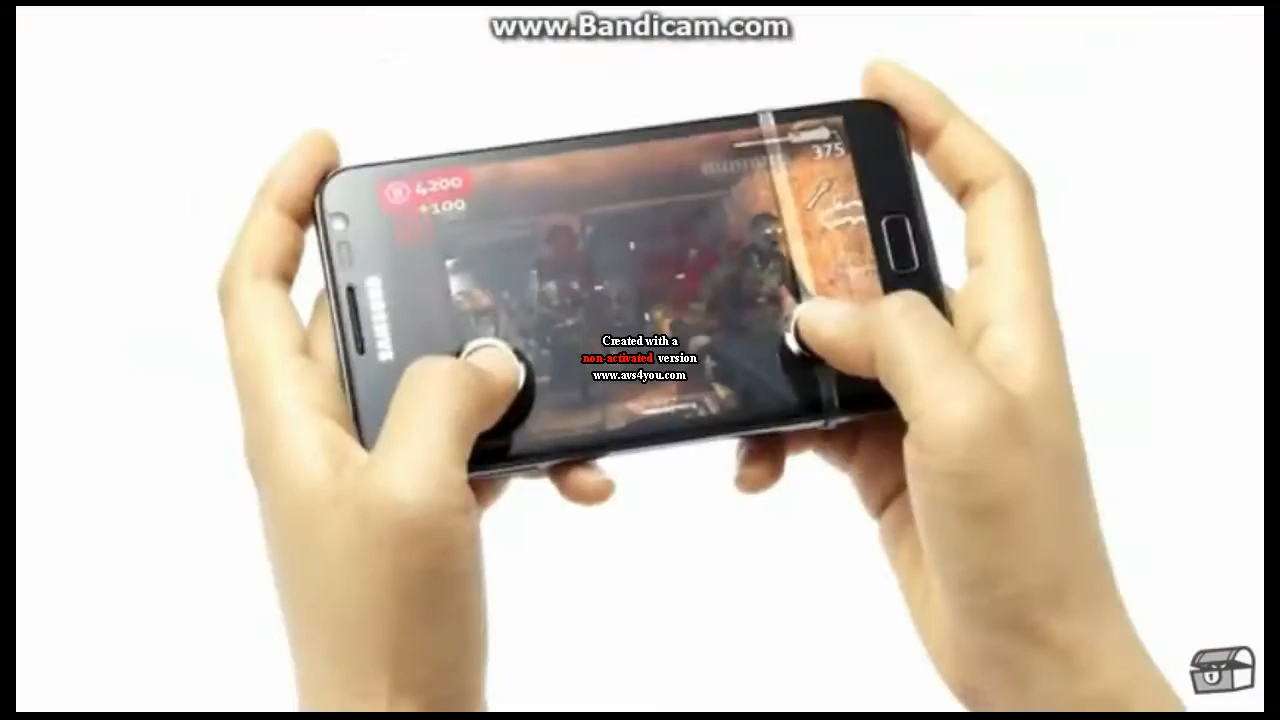 www.Bandicam.com
375
4200
+100
SAMSUNG
Created with a
non-activated version
www.avs4you.com